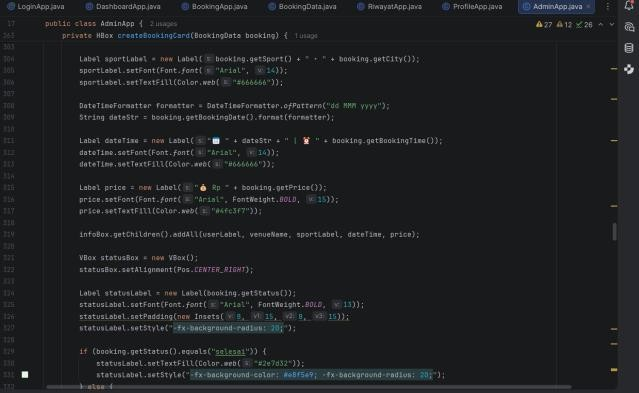 LoginApp.java DashboardApp.java BookingApp.java BookingData.java RiwayatApp.java ProfileApp.java AdminApp.java ×
17 public class AdminApp { 2 usages 27 12 26
263 private HBox createBookingCard(BookingData booking) { 1 usage
303
304 Label sportLabel = new Label( s: booking.getSport() + " • " + booking.getCity());
305 sportLabel.setFont(Font.font( s: "Arial", v: 14));
306 sportLabel.setTextFill(Color.web( s: "#666666"));
307
308 DateTimeFormatter formatter = DateTimeFormatter.ofPattern("dd MMM yyyy");
309 String dateStr = booking.getBookingDate().format(formatter);
310
311 Label dateTime = new Label( s: "📅 " + dateStr + " | ⏰ " + booking.getBookingTime());
312 dateTime.setFont(Font.font( s: "Arial", v: 14));
313 dateTime.setTextFill(Color.web( s: "#666666"));
314
315 Label price = new Label( s: "💰 Rp " + booking.getPrice());
316 price.setFont(Font.font( s: "Arial", FontWeight.BOLD, v: 15));
317 price.setTextFill(Color.web( s: "#4fc3f7"));
318
319 infoBox.getChildren().addAll(userLabel, venueName, sportLabel, dateTime, price);
320
321 VBox statusBox = new VBox();
322 statusBox.setAlignment(Pos.CENTER_RIGHT);
323
324 Label statusLabel = new Label(booking.getStatus());
325 statusLabel.setFont(Font.font( s: "Arial", FontWeight.BOLD, v: 13));
326 statusLabel.setPadding(new Insets( v: 8, v1: 15, v2: 8, v3: 15));
327 statusLabel.setStyle("-fx-background-radius: 20;");
328
329 if (booking.getStatus().equals("selesai")) {
330 statusLabel.setTextFill(Color.web( s: "#2e7d32"));
331 statusLabel.setStyle("-fx-background-color: #e8f5e9; -fx-background-radius: 20;");
332 } else {